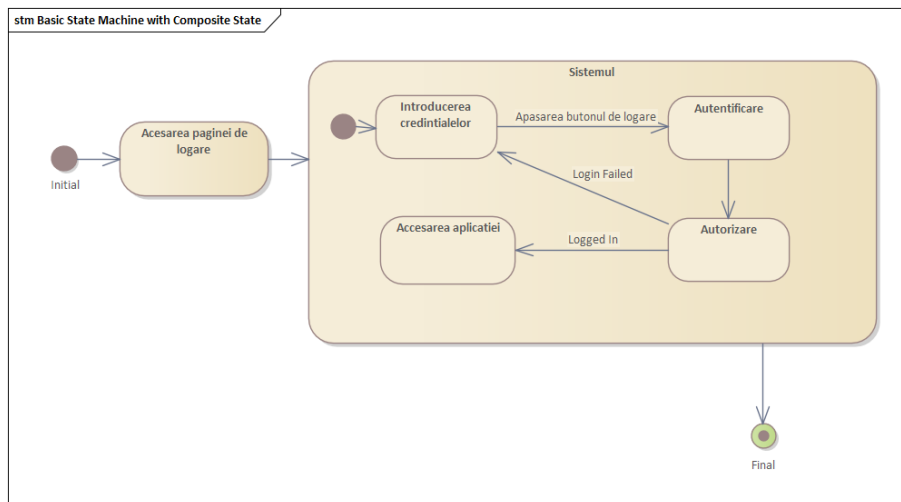 stm Basic State Machine with Composite State
Sistemul
Initial
Acesarea paginei de
logare
Introducerea
credintialelor
Apasarea butonul de logare
Autentificare
Login Failed
Accesarea aplicatiei
Logged In
Autorizare
Final